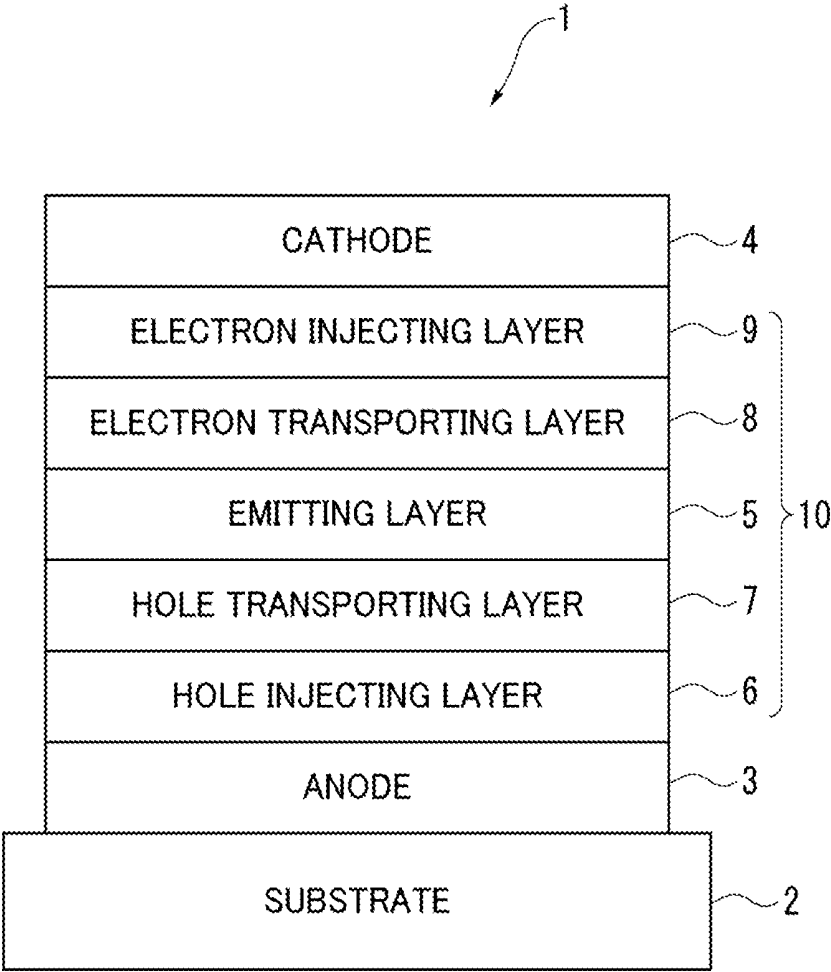 1
CATHODE 4
ELECTRON INJECTING LAYER 9
ELECTRON TRANSPORTING LAYER 8
EMITTING LAYER 5 10
HOLE TRANSPORTING LAYER 7
HOLE INJECTING LAYER 6
ANODE 3
SUBSTRATE 2